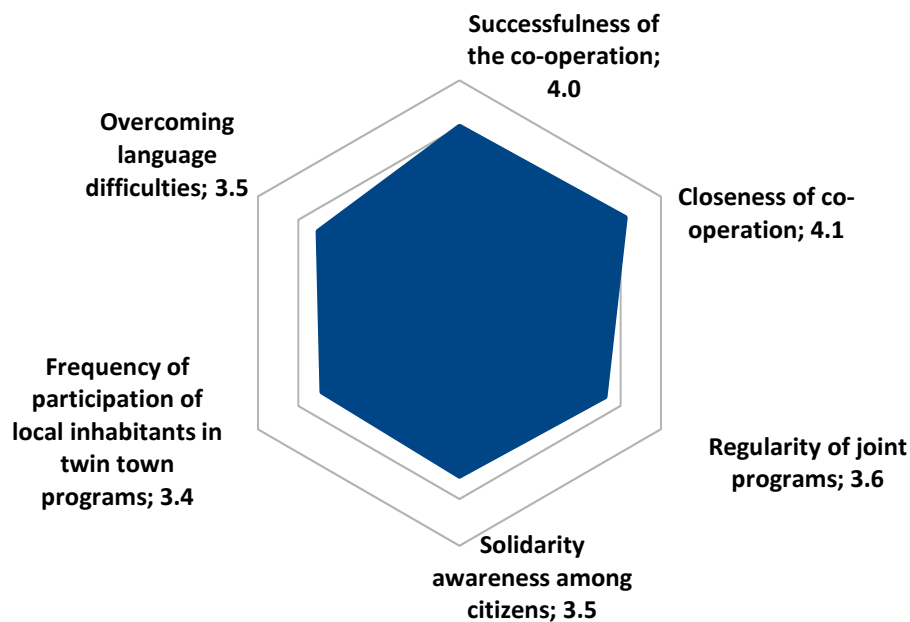 Successfulness of
the co-operation;
4.0
Closeness of co-
operation; 4.1
Regularity of joint
programs; 3.6
Solidarity
awareness among
citizens; 3.5
Frequency of
participation of
local inhabitants in
twin town
programs; 3.4
Overcoming
language
difficulties; 3.5